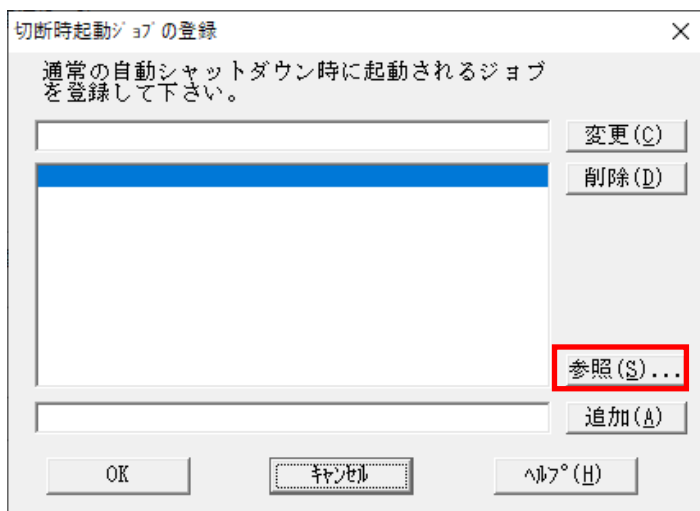 切断時起動ｼﾞｮﾌﾞの登録
通常の自動シャットダウン時に起動されるジョブ
を登録して下さい。
変更(C)
削除(D)
参照(S)...
追加(A)
OK
ｷｬﾝｾﾙ
ﾍﾙﾌﾟ(H)